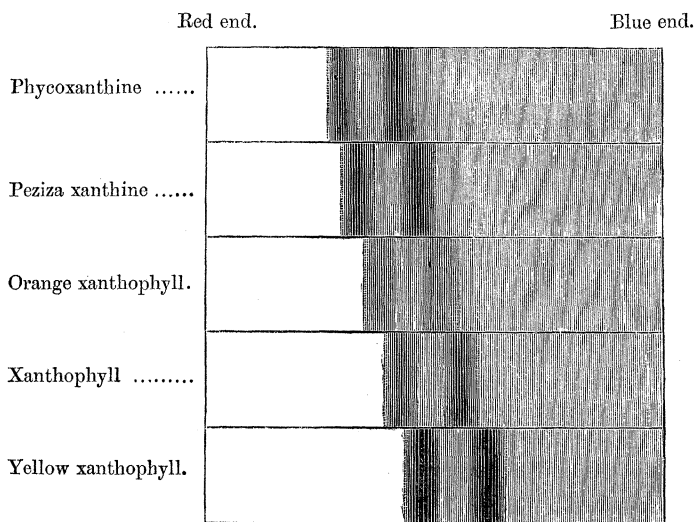 Red end. Blue end.
Phycoxanthine ......
Peziza xanthine ......
Orange xanthophyll.
Xanthophyll .........
Yellow xanthophyll.